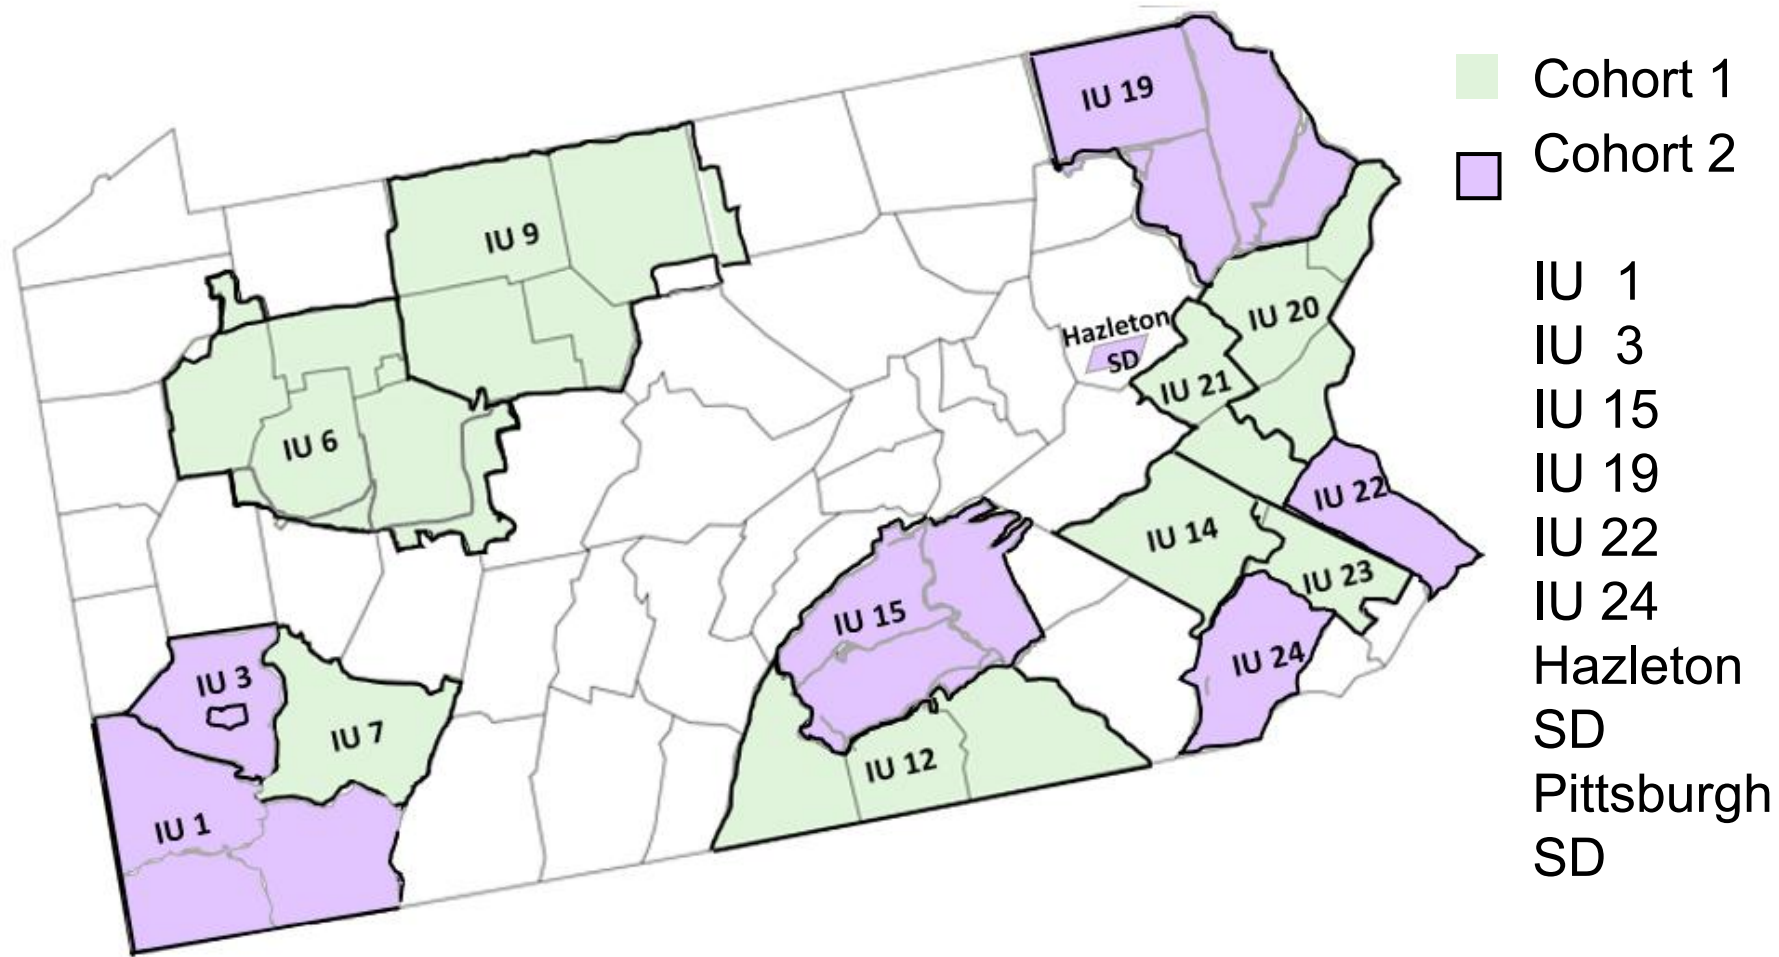 IU 19
IU 9
Hazleton
SD
IU 20
IU 21
IU 6
IU 22
IU 14
IU 23
IU 15
IU 24
IU 3
IU 7
IU 12
IU 1
Cohort 1
Cohort 2
IU 1
IU 3
IU 15
IU 19
IU 22
IU 24
Hazleton
SD
Pittsburgh
SD